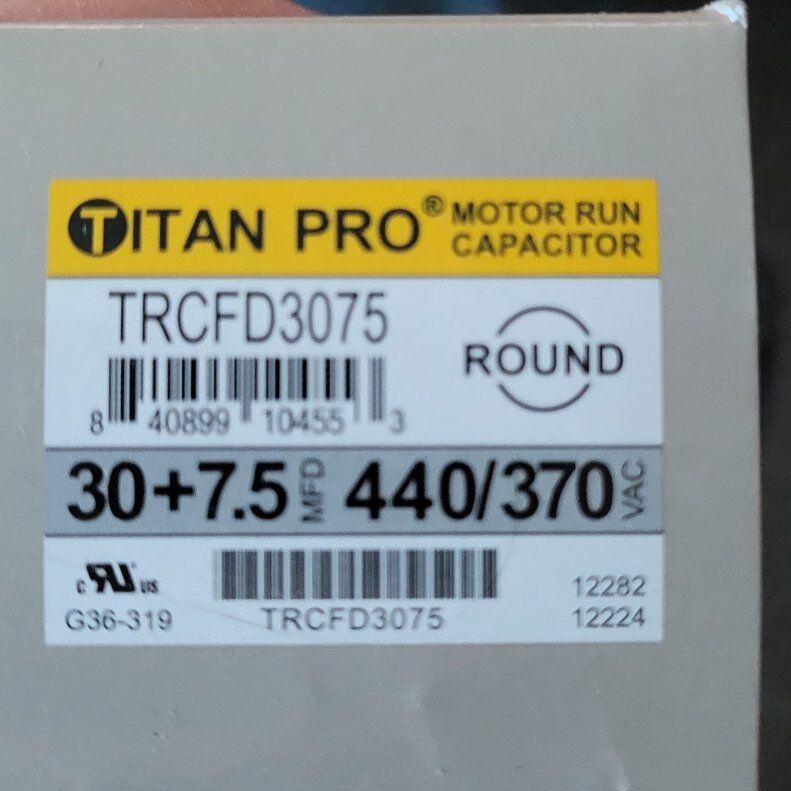 TITAN PRO® MOTOR RUN
CAPACITOR
TRCFD3075
ROUND
8 40899 10455 3
30+7.5 MFD 440/370 VAC
c RU us
12282
G36-319
TRCFD3075
12224